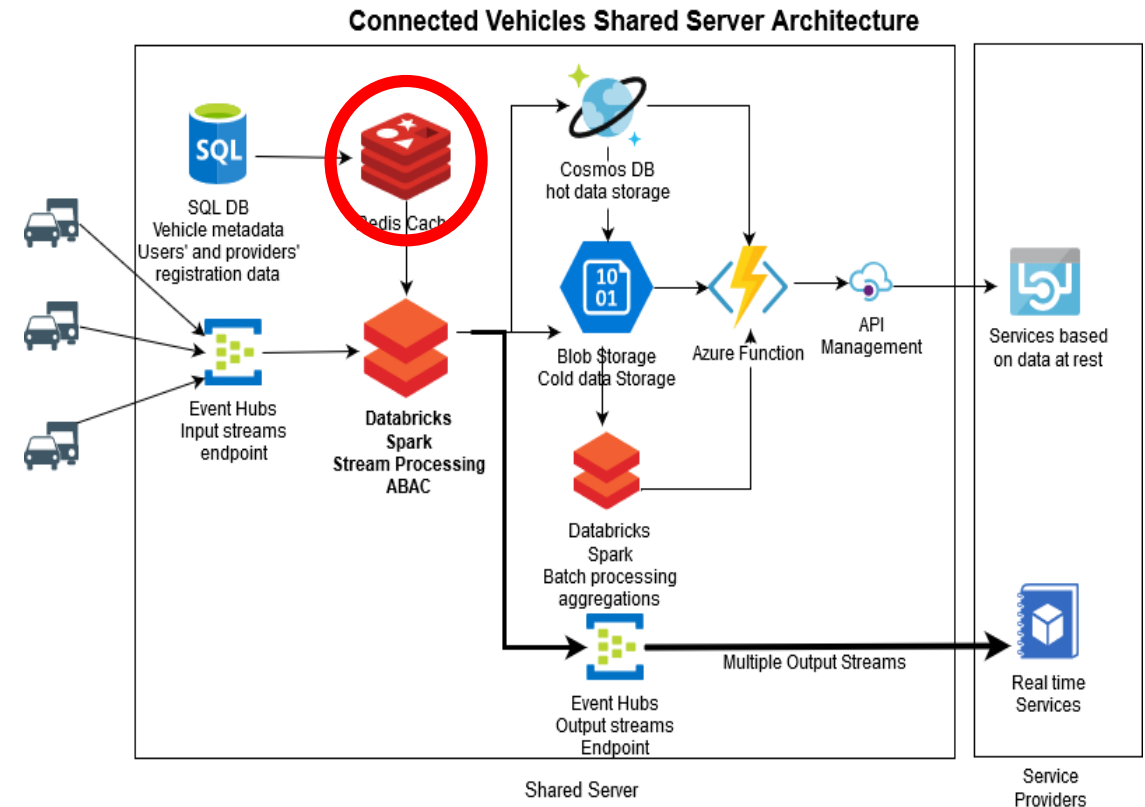 Connected Vehicles Shared Server Architecture
SQL
SQL DB
Vehicle metadata
Users' and providers'
registration data
Redis Cache
Event Hubs
Input streams
endpoint
Databricks
Spark
Stream Processing
ABAC
Cosmos DB
hot data storage
10
01
Blob Storage
Cold data Storage
Azure Function
API
Management
Services based
on data at rest
Databricks
Spark
Batch processing
aggregations
Event Hubs
Output streams
Endpoint
Multiple Output Streams
Real time
Services
Shared Server
Service
Providers